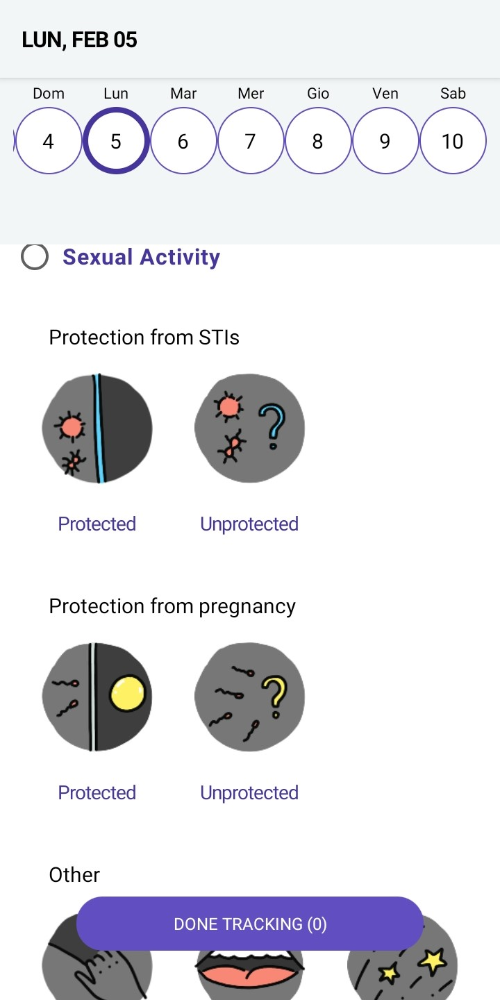 LUN, FEB 05
Dom Lun Mar Mer Gio Ven Sab
4 5 6 7 8 9 10
Sexual Activity
Protection from STIs
?
Protected Unprotected
Protection from pregnancy
?
Protected Unprotected
Other
DONE TRACKING (0)